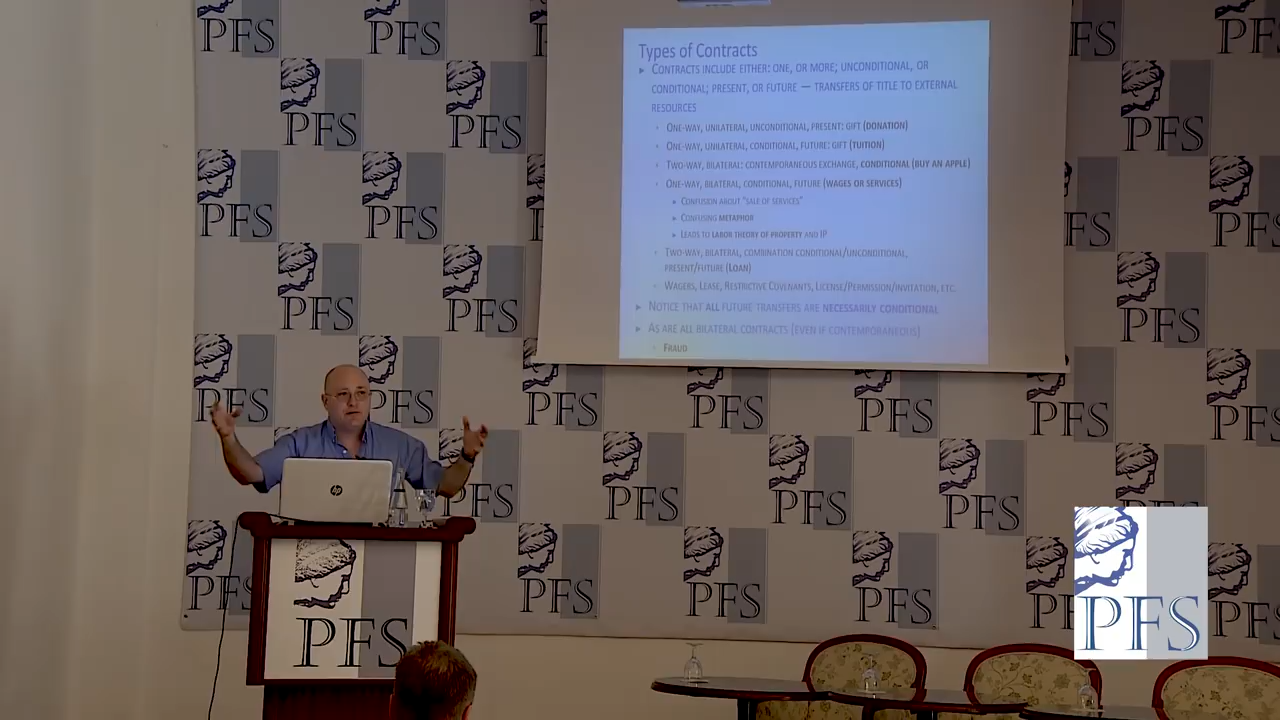 Types of Contracts
▸ CONTRACTS INCLUDE EITHER: ONE, OR MORE; UNCONDITIONAL, OR
CONDITIONAL; PRESENT, OR FUTURE — TRANSFERS OF TITLE TO EXTERNAL
RESOURCES
• ONE-WAY, UNILATERAL, UNCONDITIONAL, PRESENT: GIFT (DONATION)
• ONE-WAY, UNILATERAL, CONDITIONAL, FUTURE: GIFT (TUITION)
• TWO-WAY, BILATERAL: CONTEMPORANEOUS EXCHANGE, CONDITIONAL (BUY AN APPLE)
• ONE-WAY, BILATERAL, CONDITIONAL, FUTURE (WAGES OR SERVICES)
▸ CONFUSION ABOUT "SALE OF SERVICES"
▸ CONFUSING METAPHOR
▸ LEADS TO LABOR THEORY OF PROPERTY AND IP
• TWO-WAY, BILATERAL, COMBINATION CONDITIONAL/UNCONDITIONAL,
PRESENT/FUTURE (LOAN)
• WAGERS, LEASE, RESTRICTIVE COVENANTS, LICENSE/PERMISSION/INVITATION, ETC.
▸ NOTICE THAT ALL FUTURE TRANSFERS ARE NECESSARILY CONDITIONAL
▸ AS ARE ALL BILATERAL CONTRACTS (EVEN IF CONTEMPORANEOUS)
• FRAUD
PFS
hp
PFS
PFS